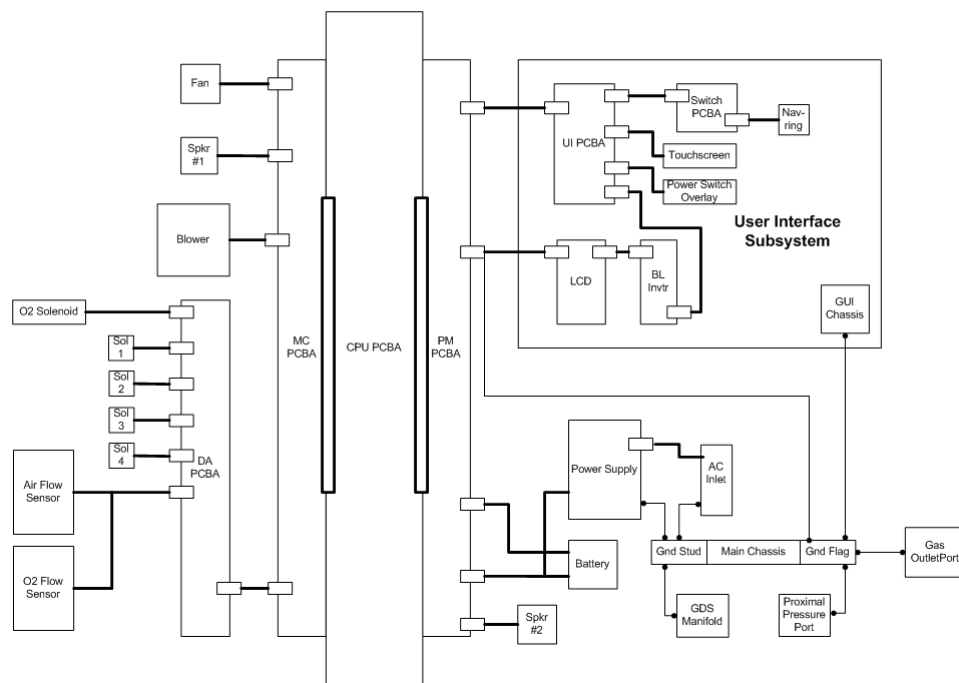 Fan
Spkr
#1
Blower
O2 Solenoid
Sol
1
Sol
2
Sol
3
Sol
4
Air Flow
Sensor
O2 Flow
Sensor
DA
PCBA
MC
PCBA
CPU PCBA
PM
PCBA
UI PCBA
Switch
PCBA
Nav-
ring
Touchscreen
Power Switch
Overlay
User Interface
Subsystem
LCD
BL
Invtr
GUI
Chassis
Power Supply
AC
Inlet
Battery
Spkr
#2
Gnd Stud
Main Chassis
Gnd Flag
Gas
OutletPort
GDS
Manifold
Proximal
Pressure
Port